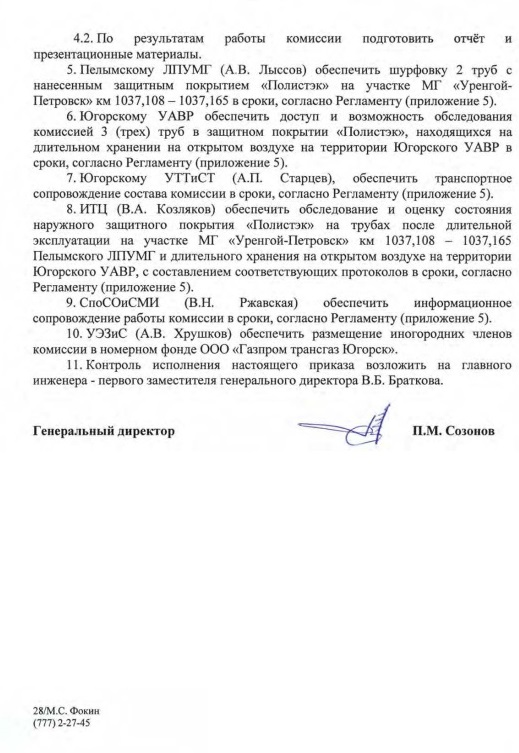 4.2. По результатам работы комиссии подготовить отчёт и
презентационные материалы.
5. Пелымскому ЛПУМГ (А.В. Лыссов) обеспечить шурфовку 2 труб с
нанесенным защитным покрытием «Полистэк» на участке МГ «Уренгой-
Петровск» км 1037,108 – 1037,165 в сроки, согласно Регламенту (приложение 5).
6. Югорскому УАВР обеспечить доступ и возможность обследования
комиссией 3 (трех) труб в защитном покрытии «Полистэк», находящихся на
длительном хранении на открытом воздухе на территории Югорского УАВР в
сроки, согласно Регламенту (приложение 5).
7. Югорскому УТТиСТ (А.П. Старцев), обеспечить транспортное
сопровождение состава комиссии в сроки, согласно Регламенту (приложение 5).
8. ИТЦ (В.А. Козляков) обеспечить обследование и оценку состояния
наружного защитного покрытия «Полистэк» на трубах после длительной
эксплуатации на участке МГ «Уренгой-Петровск» км 1037,108 – 1037,165
Пелымского ЛПУМГ и длительного хранения на открытом воздухе на территории
Югорского УАВР, с составлением соответствующих протоколов в сроки, согласно
Регламенту (приложение 5).
9. СпоСОиСМИ (В.Н. Ржавская) обеспечить информационное
сопровождение работы комиссии в сроки, согласно Регламенту (приложение 5).
10. УЭЗиС (А.В. Хрушков) обеспечить размещение иногородних членов
комиссии в номерном фонде ООО «Газпром трансгаз Югорск».
11. Контроль исполнения настоящего приказа возложить на главного
инженера - первого заместителя генерального директора В.Б. Браткова.
Генеральный директор П.М. Созонов
28/М.С. Фокин
(777) 2-27-45